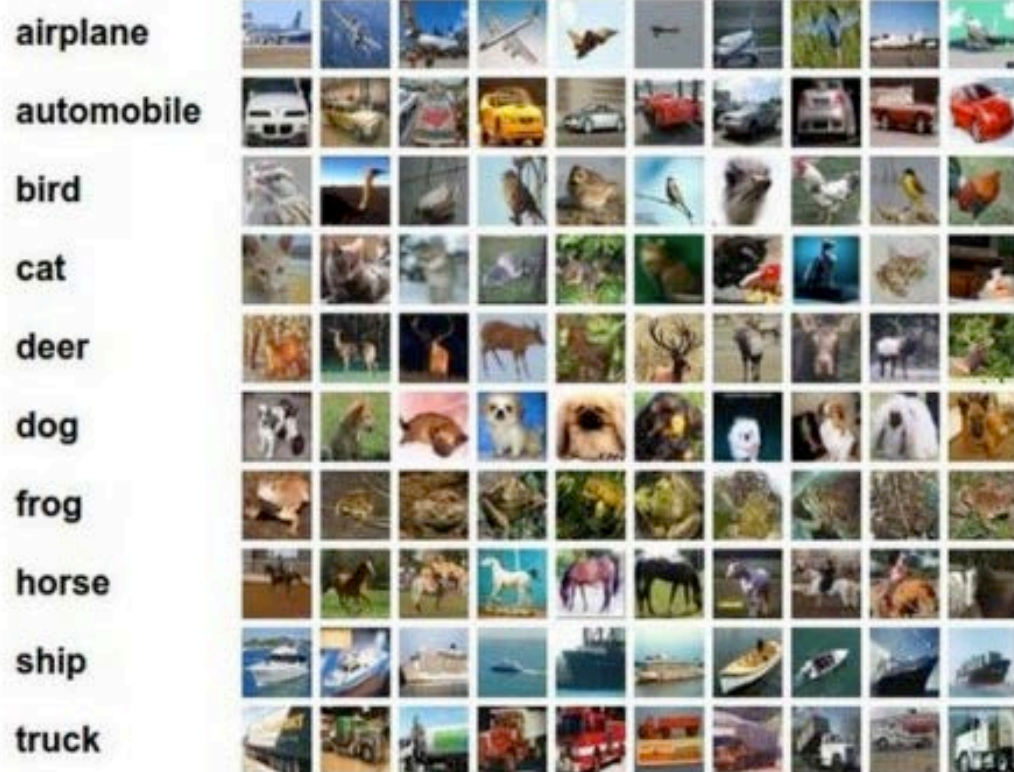 airplane
automobile
bird
cat
deer
dog
frog
horse
ship
truck